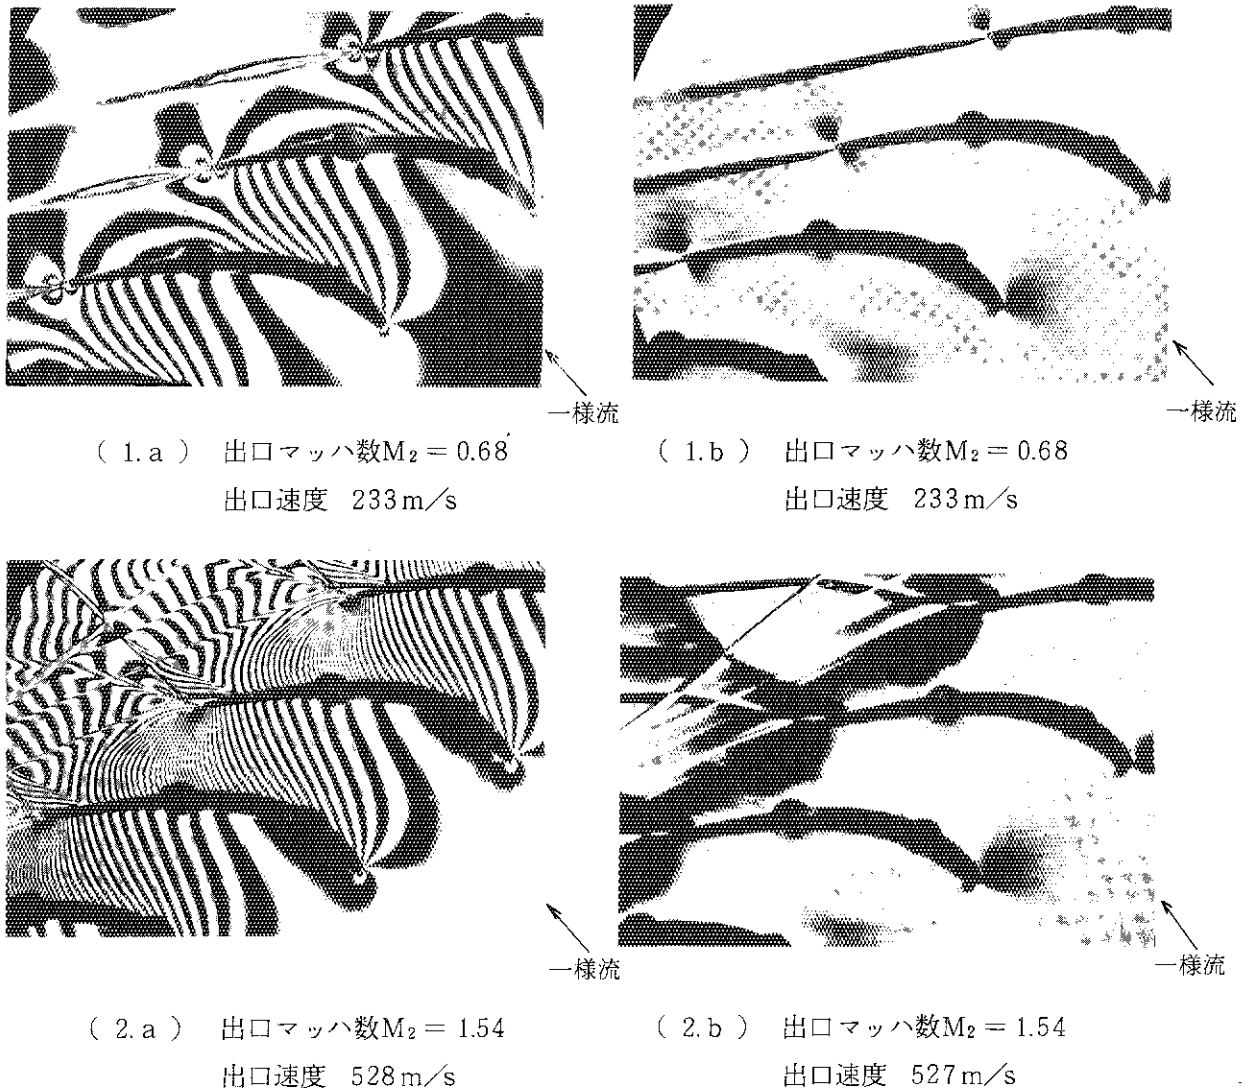 一様流
一様流
( 1.a ) 出口マッハ数M₂ = 0.68
出口速度 233m/s
( 1.b ) 出口マッハ数M₂ = 0.68
出口速度 233m/s
一様流
一様流
( 2.a ) 出口マッハ数M₂ = 1.54
出口速度 528m/s
( 2.b ) 出口マッハ数M₂ = 1.54
出口速度 527m/s